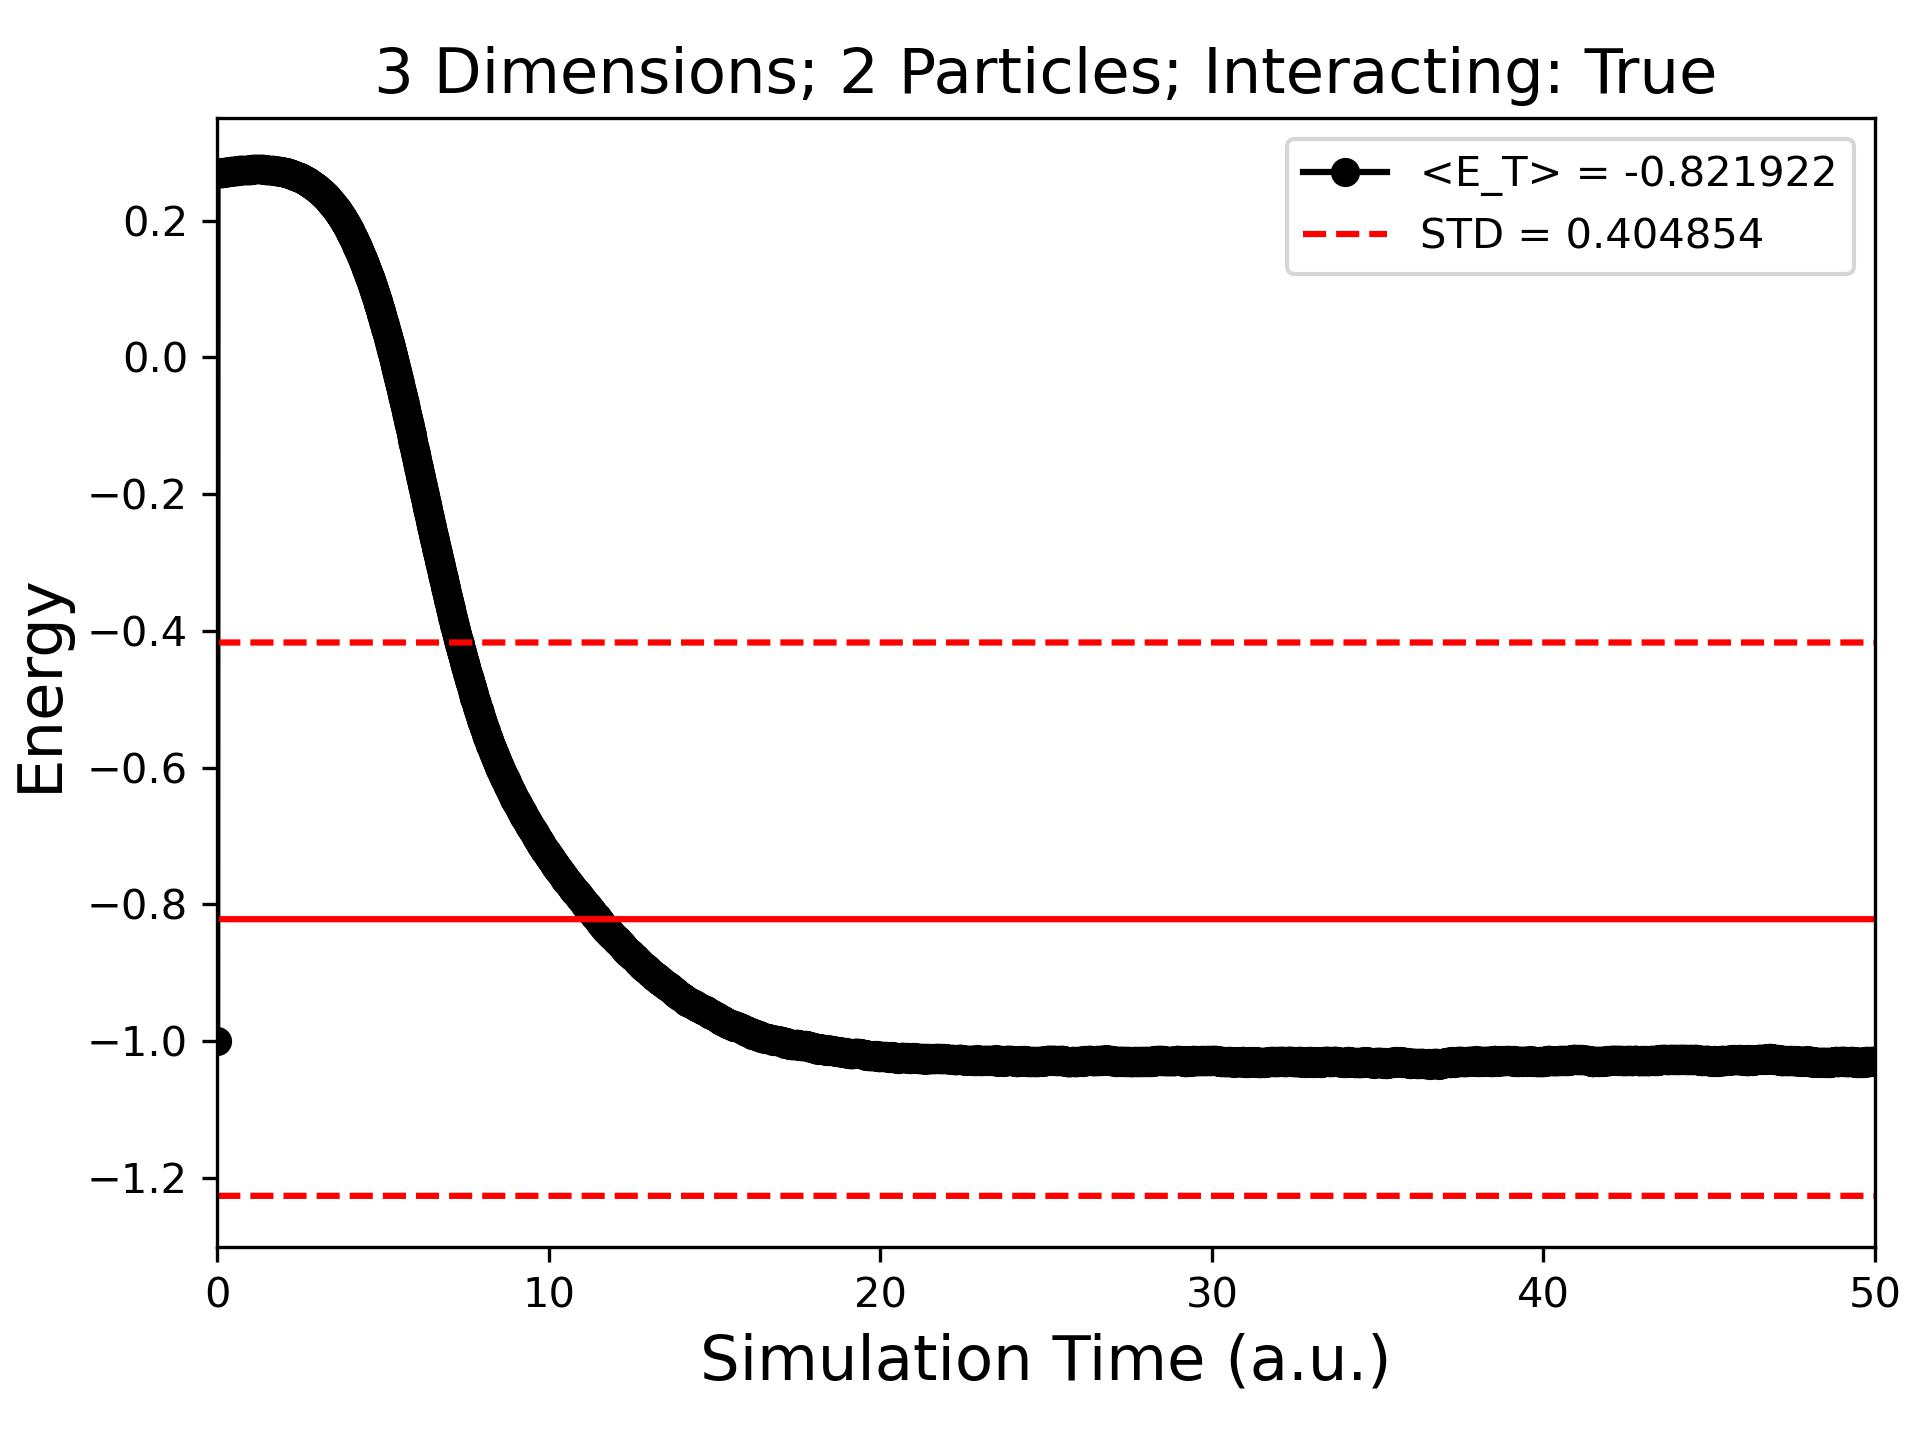 3 Dimensions; 2 Particles; Interacting: True
<E_T> = -0.821922
STD = 0.404854
Energy
0.2
0.0
−0.2
−0.4
−0.6
−0.8
−1.0
−1.2
0 10 20 30 40 50
Simulation Time (a.u.)